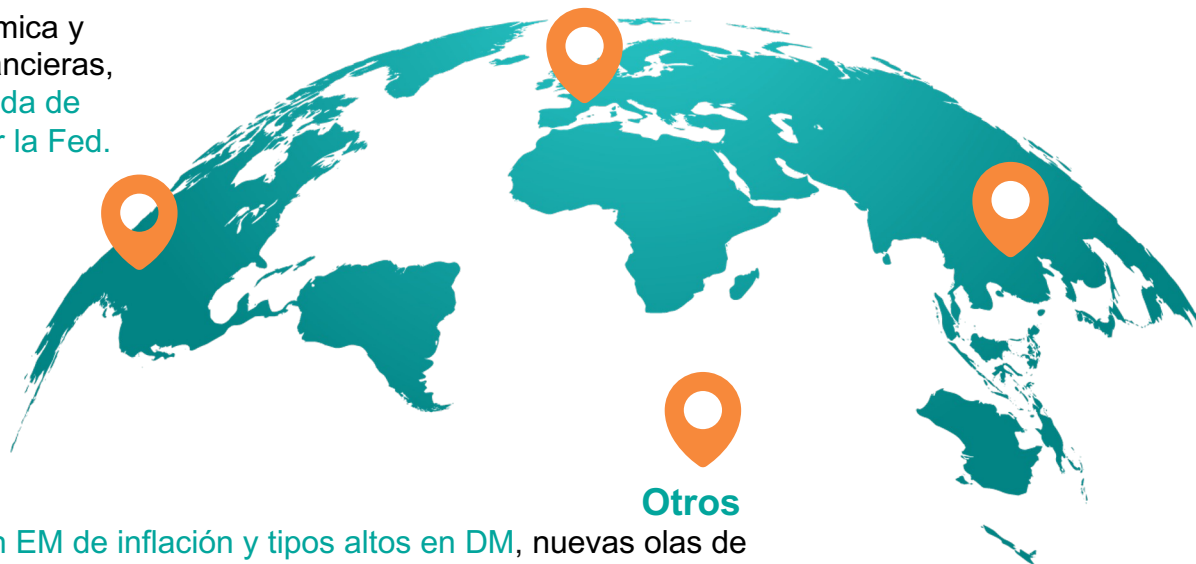 mica y
ancieras,
da de
r la Fed.
Otros
n EM de inflación y tipos altos en DM, nuevas olas de